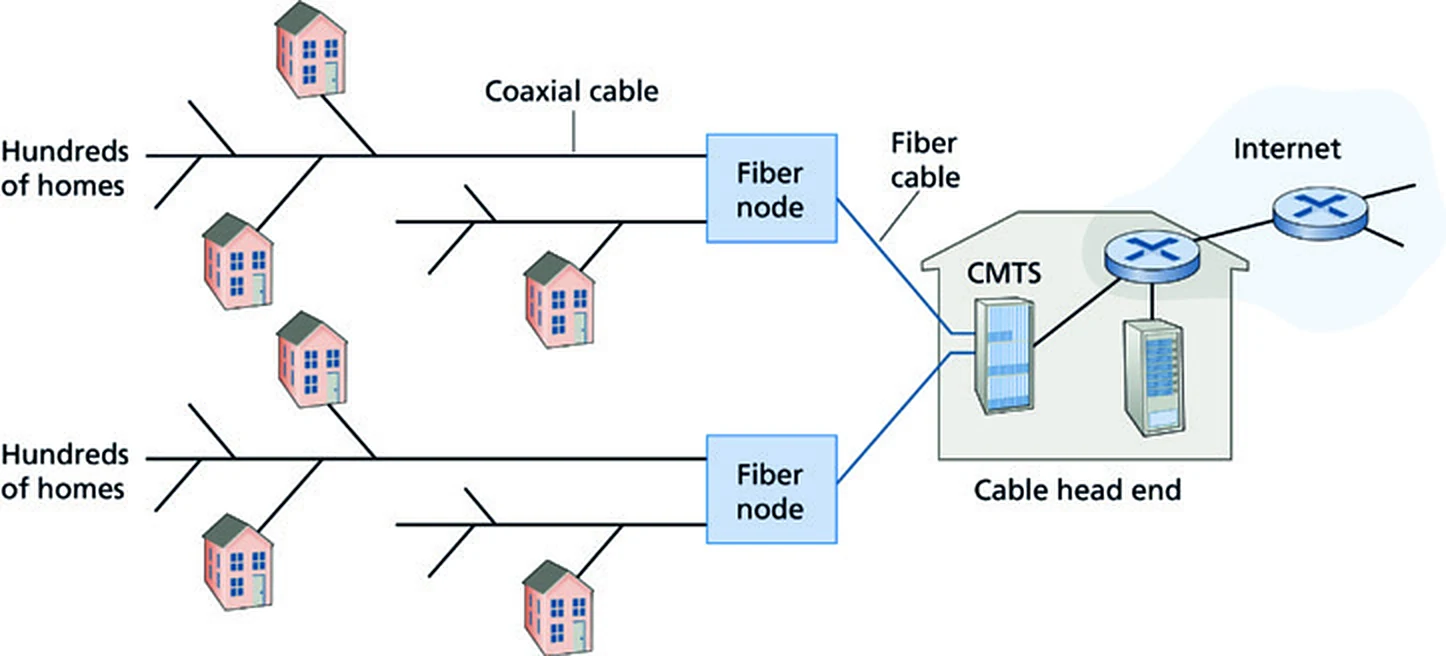 Coaxial cable
Hundreds
of homes
Fiber
node
Fiber
cable
Internet
CMTS
Hundreds
of homes
Fiber
node
Cable head end